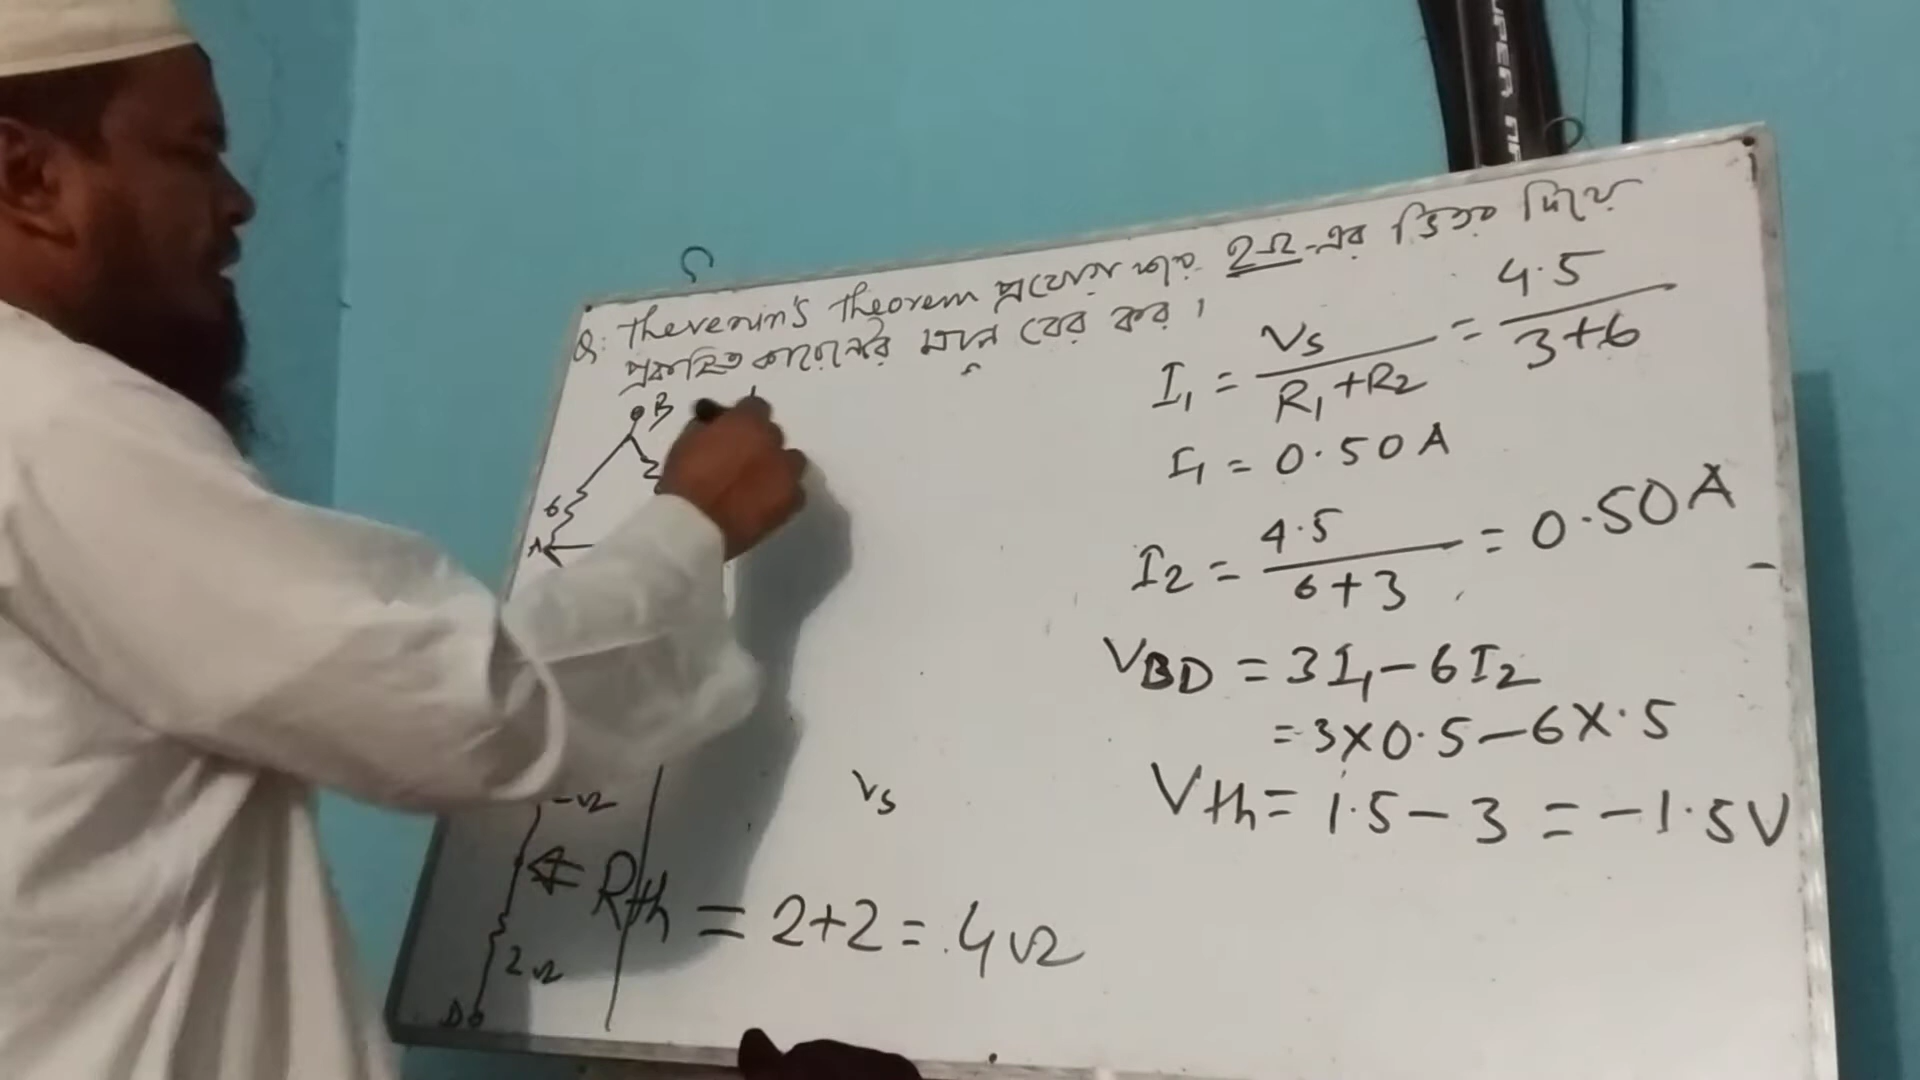 Q: Thevenin's theorem প্রয়োগ করে 2Ω-এর ভিতর দিয়ে
প্রবাহিত কারেন্টের মান বের কর।
B
6
A
I₁ = Vs / R₁+R₂ = 4.5 / 3+6
I₁ = 0.50 A
I₂ = 4.5 / 6+3 = 0.50 A
VBD = 3I₁ - 6I₂
= 3×0.5 - 6×.5
Vth = 1.5 - 3 = -1.5 V
Vs
Rth = 2+2 = 4Ω
2Ω
D